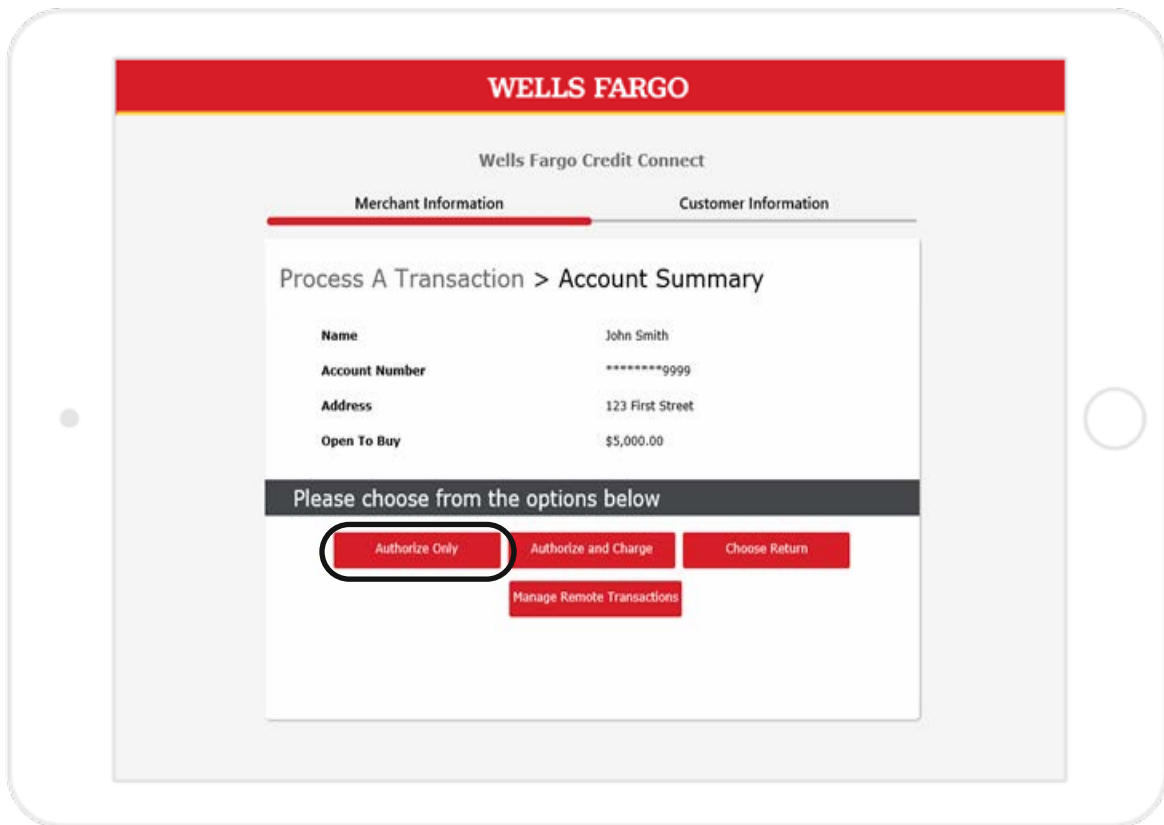 WELLS FARGO
Wells Fargo Credit Connect
Merchant Information Customer Information
Process A Transaction > Account Summary
Name John Smith
Account Number ********9999
Address 123 First Street
Open To Buy $5,000.00
Please choose from the options below
Authorize Only Authorize and Charge Choose Return
Manage Remote Transactions